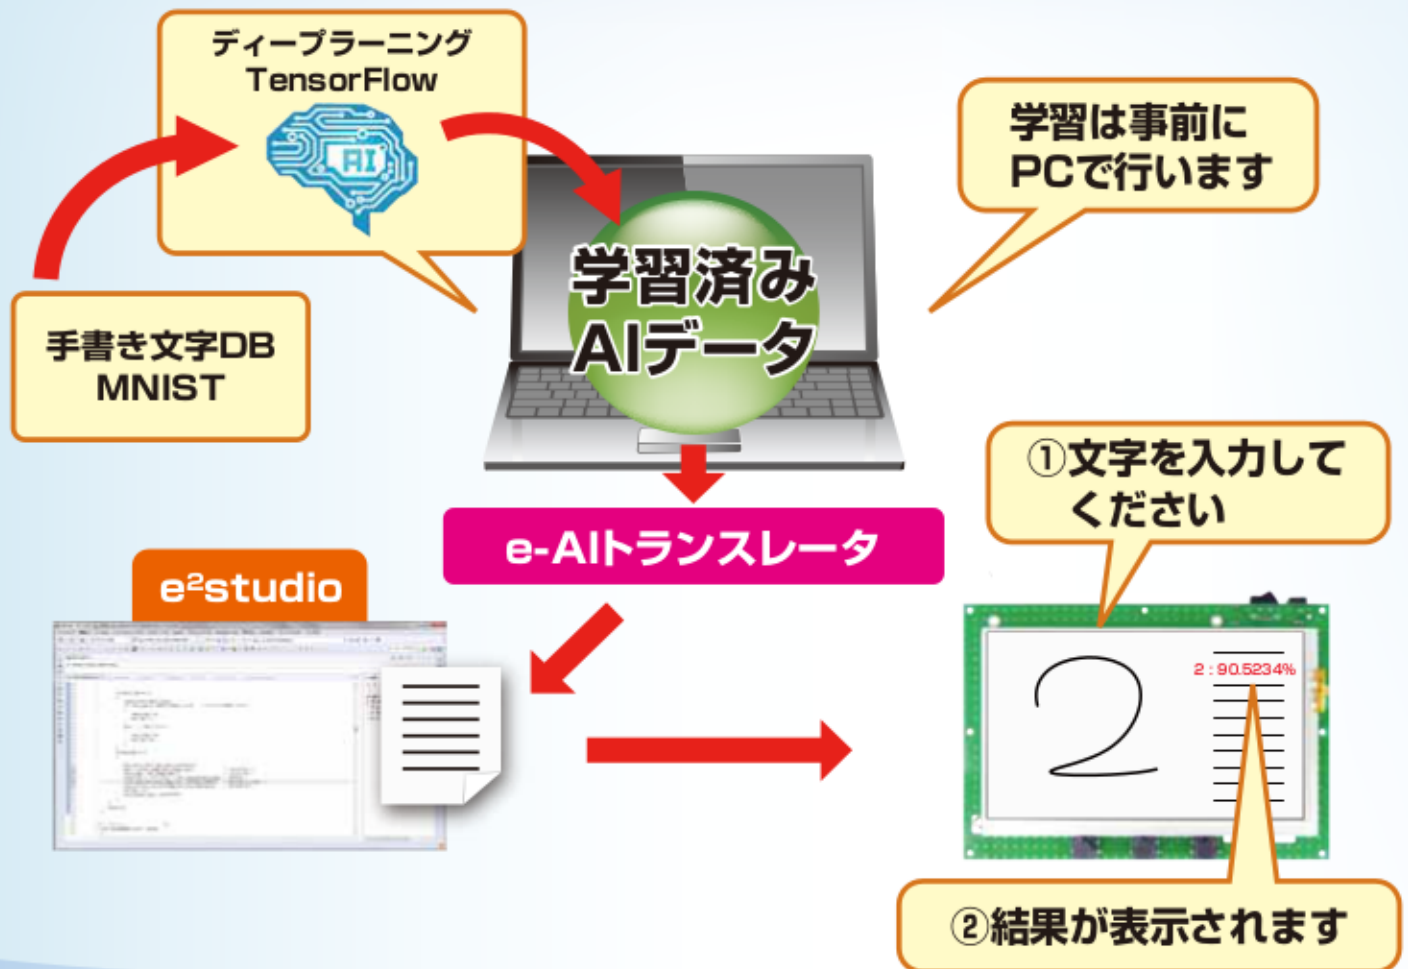 ディープラーニング
TensorFlow
AI
学習は事前に
PCで行います
学習済み
AIデータ
手書き文字DB
MNIST
①文字を入力して
ください
e-AIトランスレータ
e²studio
2 : 90.5234%
2
②結果が表示されます